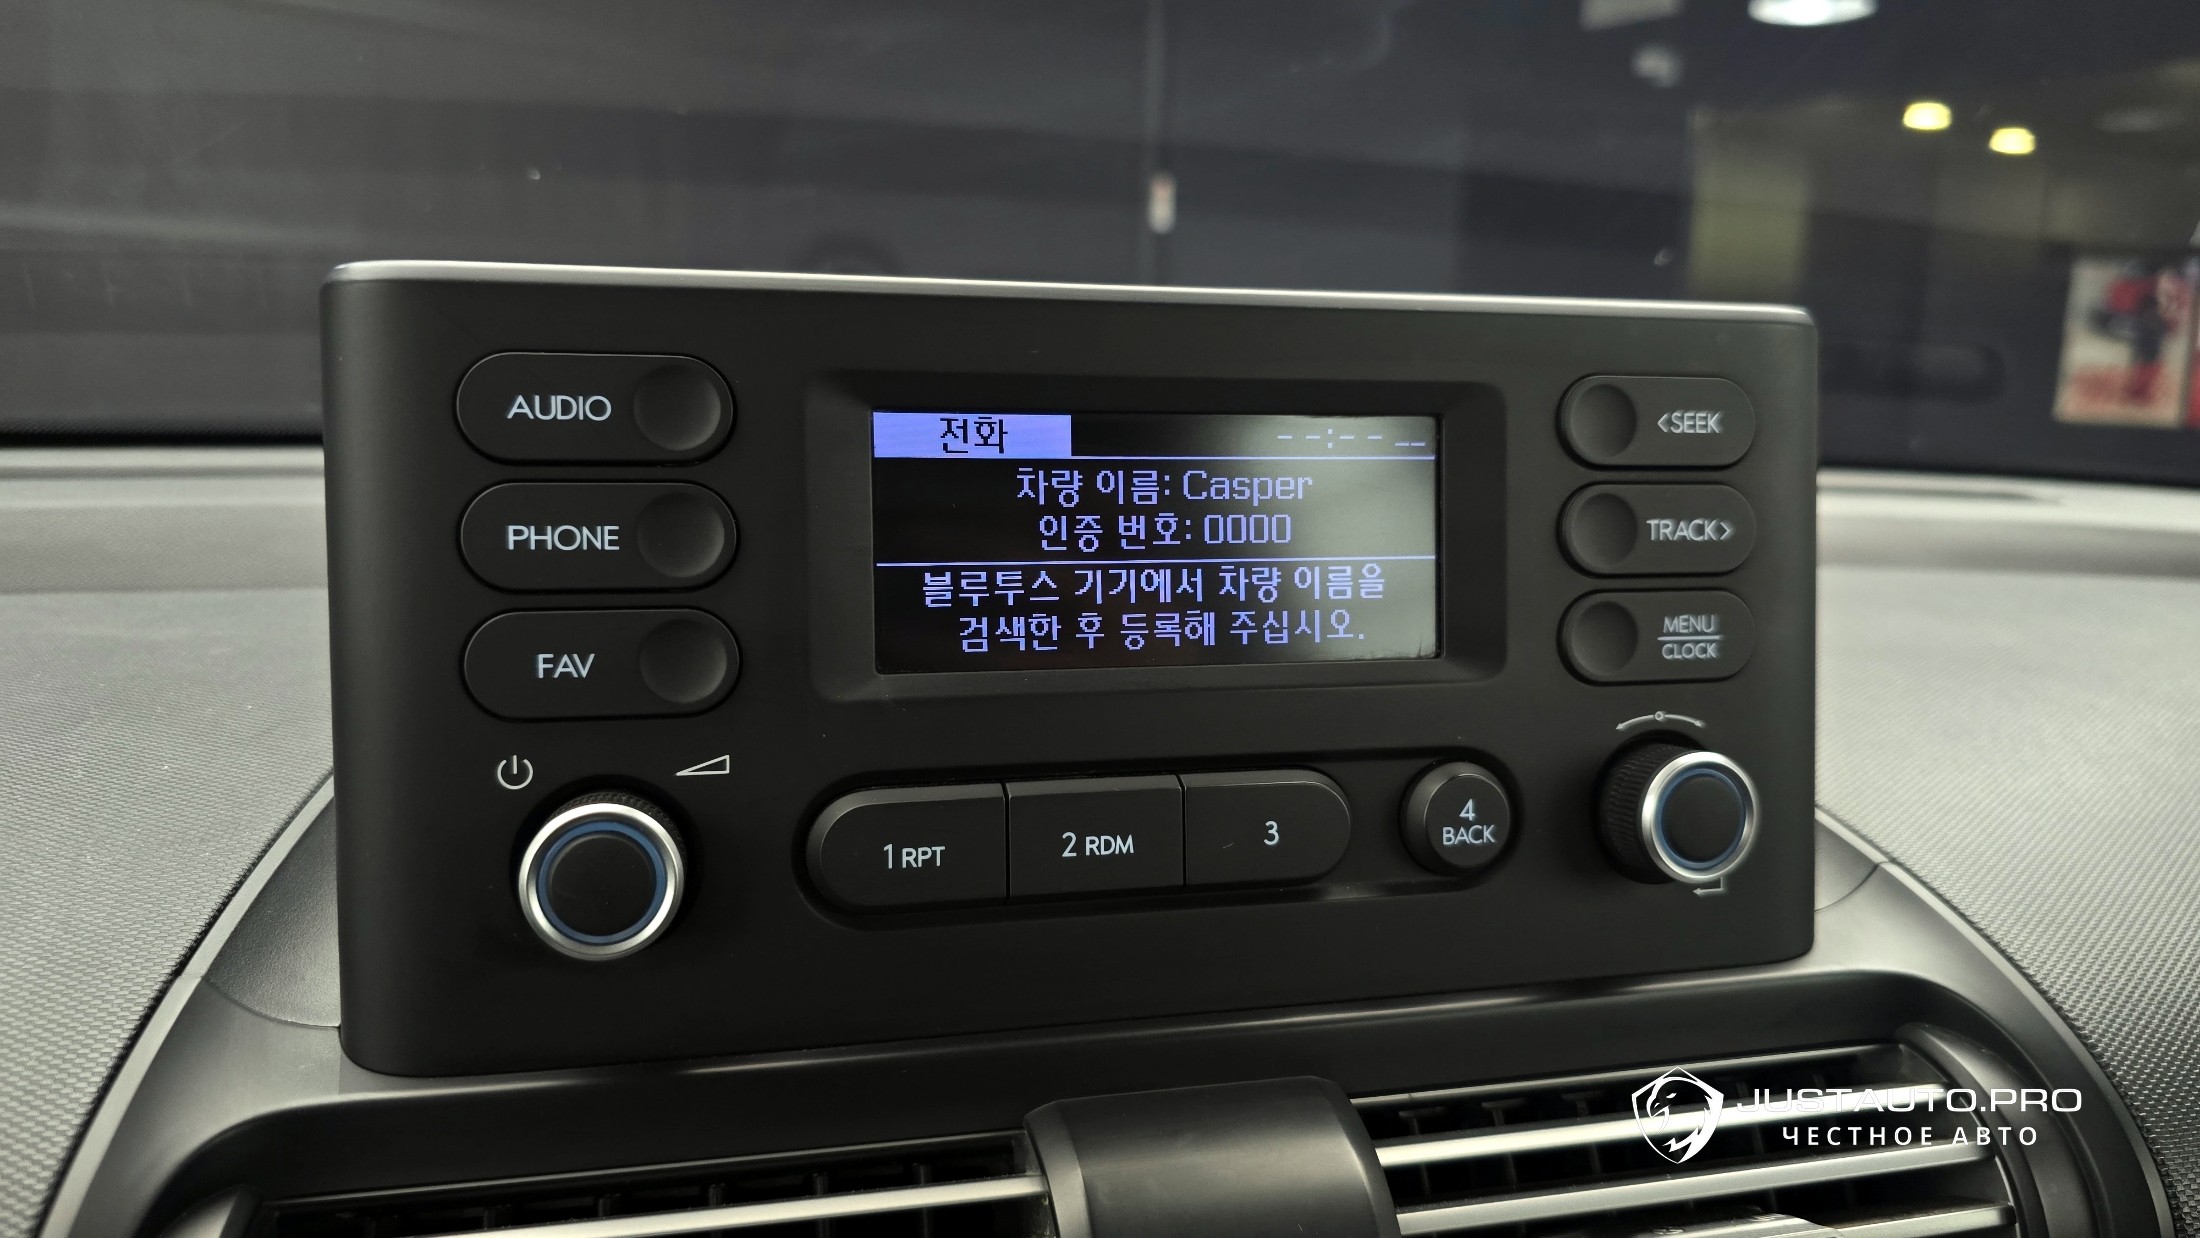 AUDIO
PHONE
FAV
전화
--:-- --
차량 이름: Casper
인증 번호: 0000
블루투스 기기에서 차량 이름을
검색한 후 등록해 주십시오.
<SEEK
TRACK>
MENU
CLOCK
1 RPT
2 RDM
3
4
BACK
JUSTAUTO.PRO
ЧЕСТНОЕ АВТО